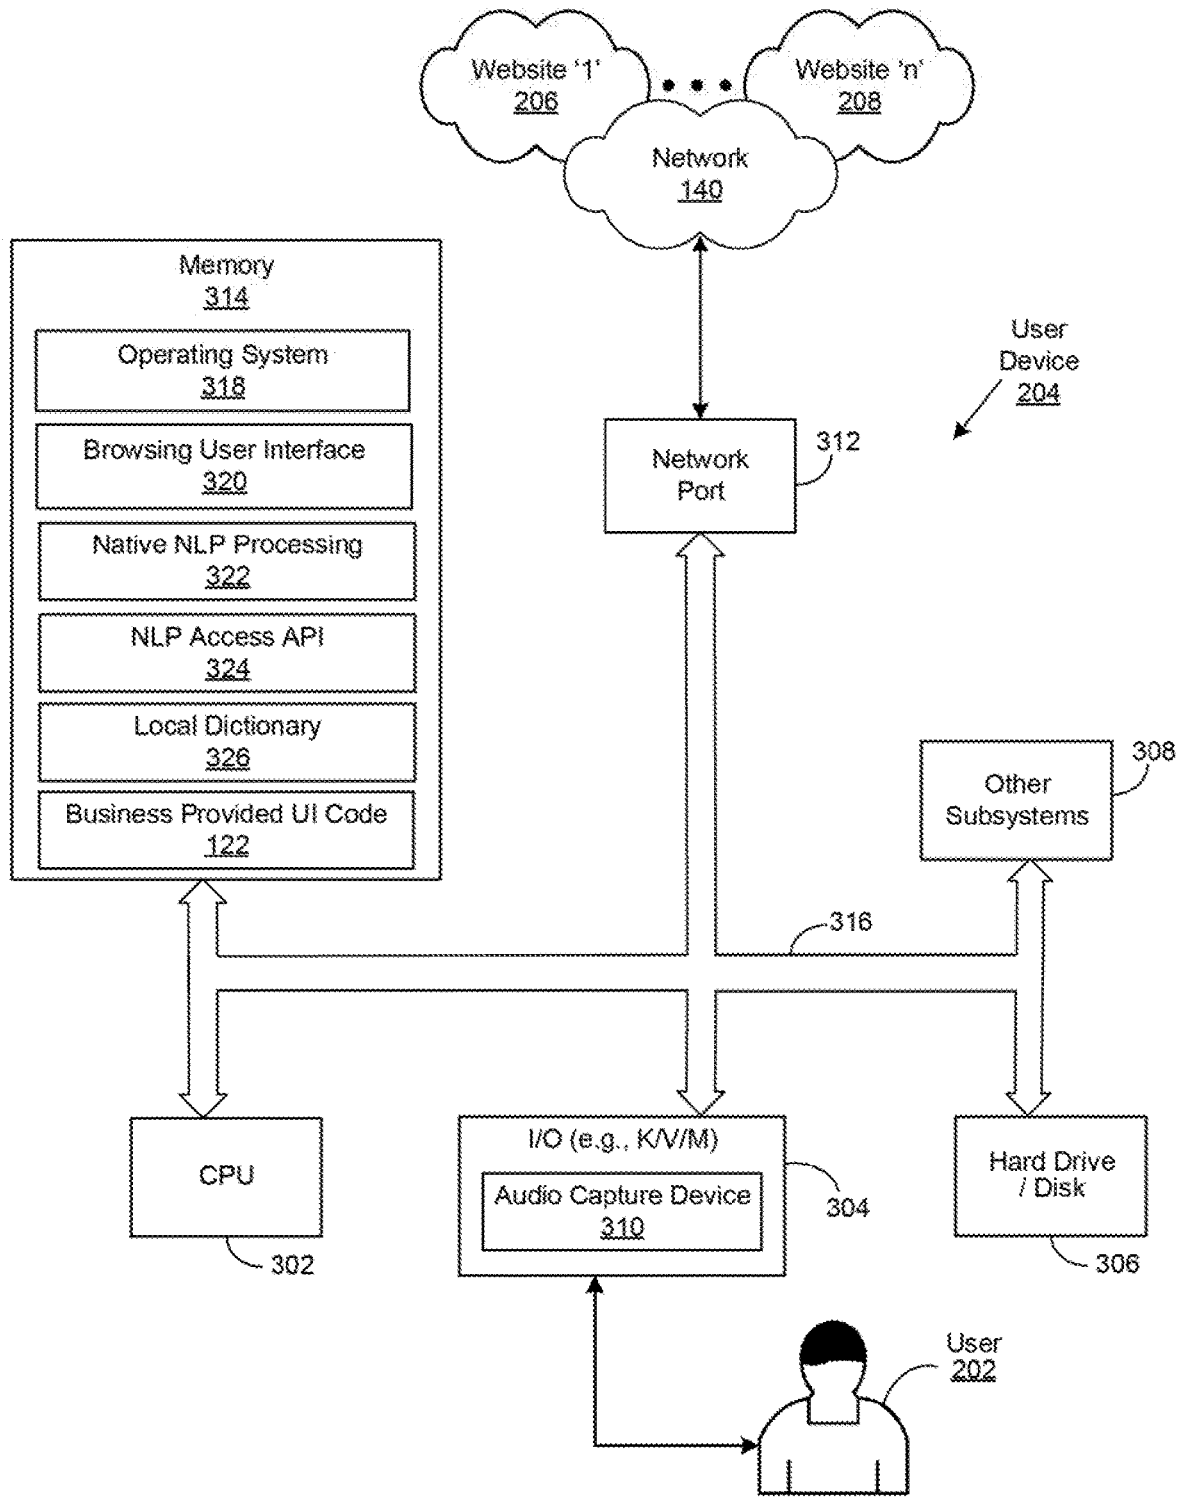 Website '1'
206
Website 'n'
208
Network
140
Memory
314
Operating System
318
Browsing User Interface
320
Native NLP Processing
322
NLP Access API
324
Local Dictionary
326
Business Provided UI Code
122
User
Device
204
Network
Port
312
Other
Subsystems
308
316
CPU
302
I/O (e.g., K/V/M)
Audio Capture Device
310
304
Hard Drive
/ Disk
306
User
202